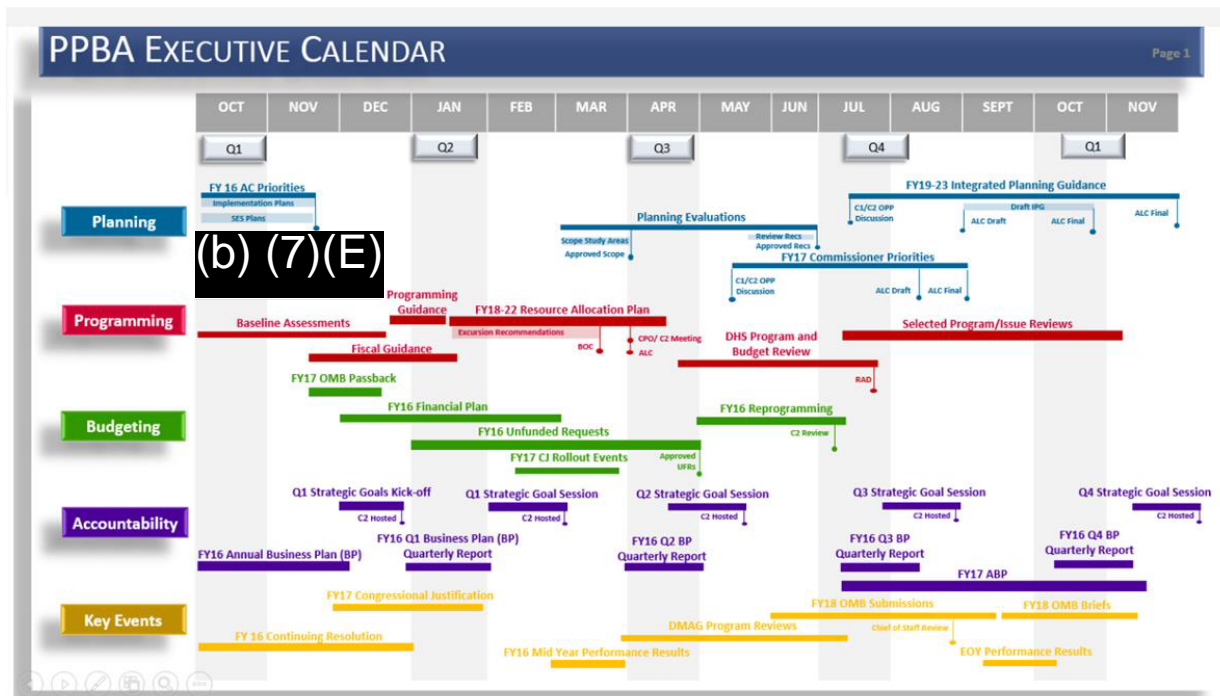 PPBA EXECUTIVE CALENDAR
Page 1
OCT NOV DEC JAN FEB MAR APR MAY JUN JUL AUG SEPT OCT NOV
Q1 Q2 Q3 Q4 Q1
Planning
FY 16 AC Priorities
Implementation Plans
SES Plans
(b) (7)(E)
Planning Evaluations
Scope Study Areas
Approved Scope
Review Recs
Approved Recs
FY19-23 Integrated Planning Guidance
C1/C2 OPP
Discussion
Draft IPG
ALC Draft
ALC Final
ALC Final
FY17 Commissioner Priorities
C1/C2 OPP
Discussion
ALC Draft
ALC Final
Programming
Baseline Assessments
Programming
Guidance
Fiscal Guidance
FY18-22 Resource Allocation Plan
Excursion Recommendations
BOC
CPO/ C2 Meeting
ALC
DHS Program and
Budget Review
RAD
Selected Program/Issue Reviews
Budgeting
FY17 OMB Passback
FY16 Financial Plan
FY16 Unfunded Requests
Approved
UFRs
FY17 CJ Rollout Events
FY16 Reprogramming
C2 Review
Accountability
Q1 Strategic Goals Kick-off
C2 Hosted
Q1 Strategic Goal Session
C2 Hosted
Q2 Strategic Goal Session
C2 Hosted
Q3 Strategic Goal Session
C2 Hosted
Q4 Strategic Goal Session
C2 Hosted
FY16 Annual Business Plan (BP)
FY16 Q1 Business Plan (BP)
Quarterly Report
FY16 Q2 BP
Quarterly Report
FY16 Q3 BP
Quarterly Report
FY16 Q4 BP
Quarterly Report
FY17 ABP
Key Events
FY17 Congressional Justification
FY 16 Continuing Resolution
FY16 Mid Year Performance Results
DMAG Program Reviews
FY18 OMB Submissions
Chief of Staff Review
FY18 OMB Briefs
EOY Performance Results